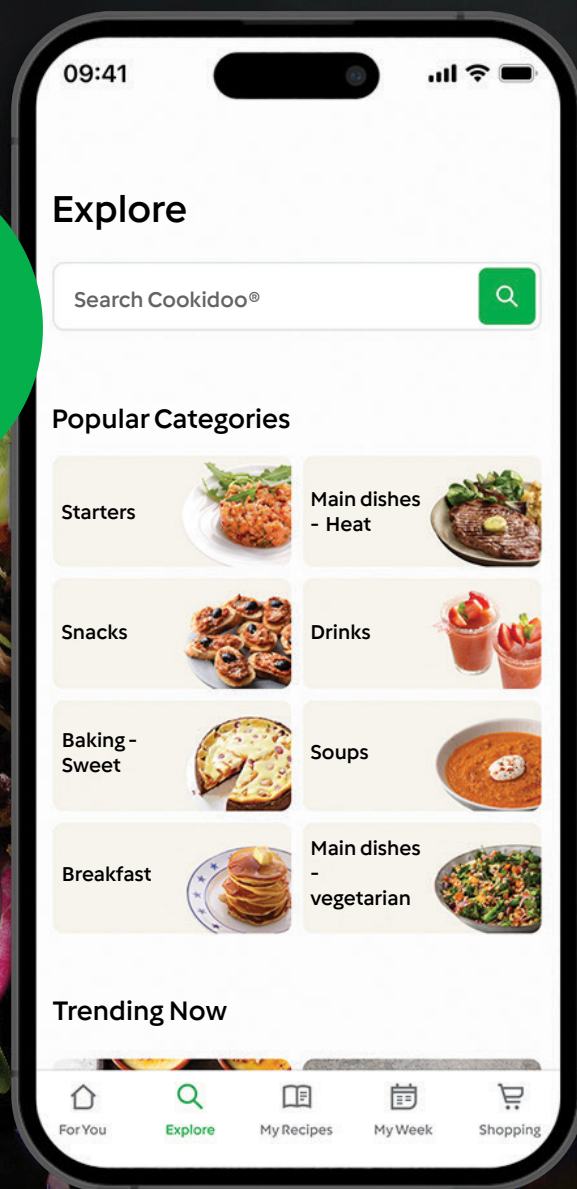 09:41
Explore
Search Cookidoo®
Popular Categories
Starters
Main dishes
- Heat
Snacks
Drinks
Baking -
Sweet
Soups
Breakfast
Main dishes
-
vegetarian
Trending Now
For You
Explore
My Recipes
My Week
Shopping